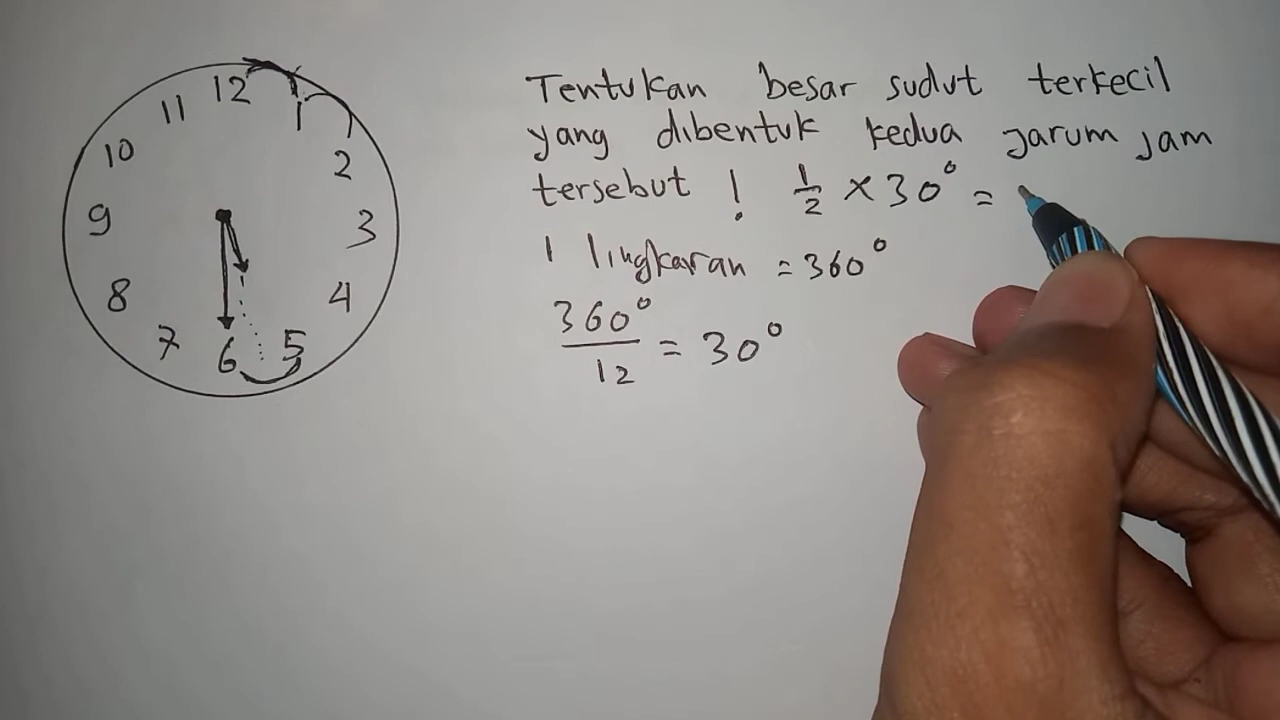 12
11
1
10
2
9
3
8
4
7
5
6
Tentukan besar sudut terkecil
yang dibentuk kedua jarum jam
tersebut ! 1/2 × 30° =
1 lingkaran = 360°
360°/12 = 30°